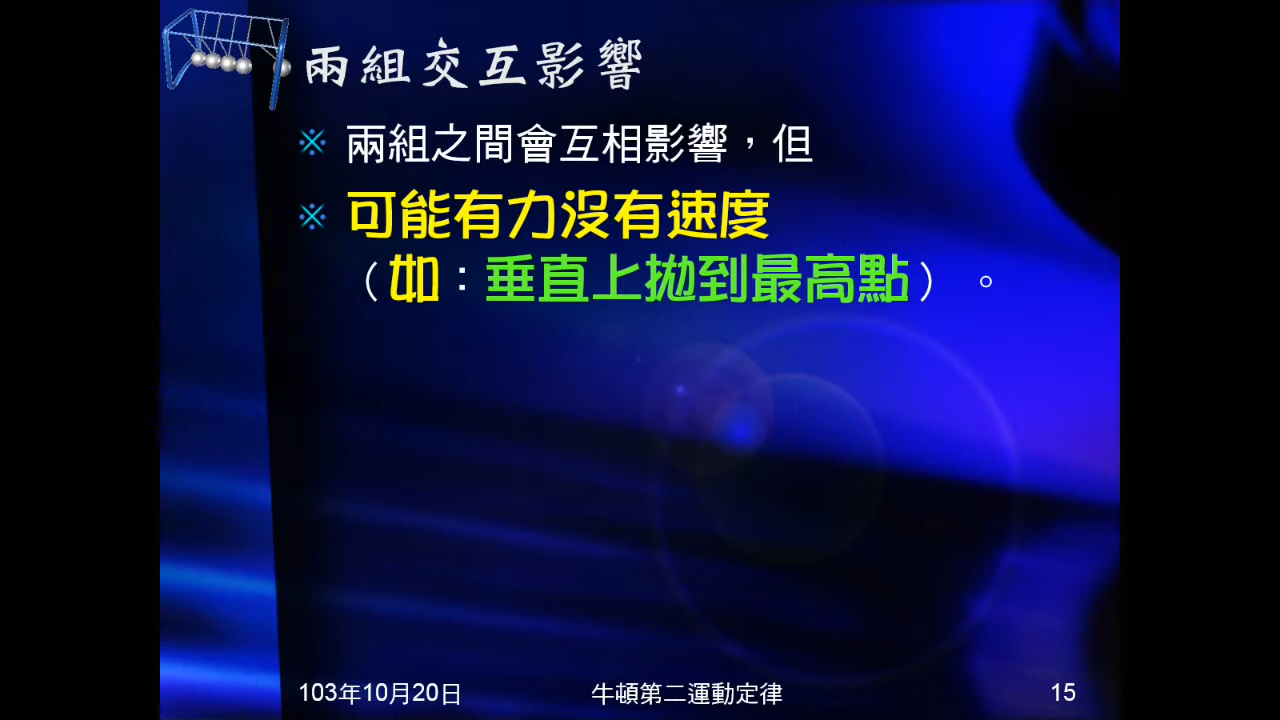 兩組交互影響
※ 兩組之間會互相影響，但
※ 可能有力沒有速度
（如：垂直上拋到最高點）。
103年10月20日 牛頓第二運動定律 15